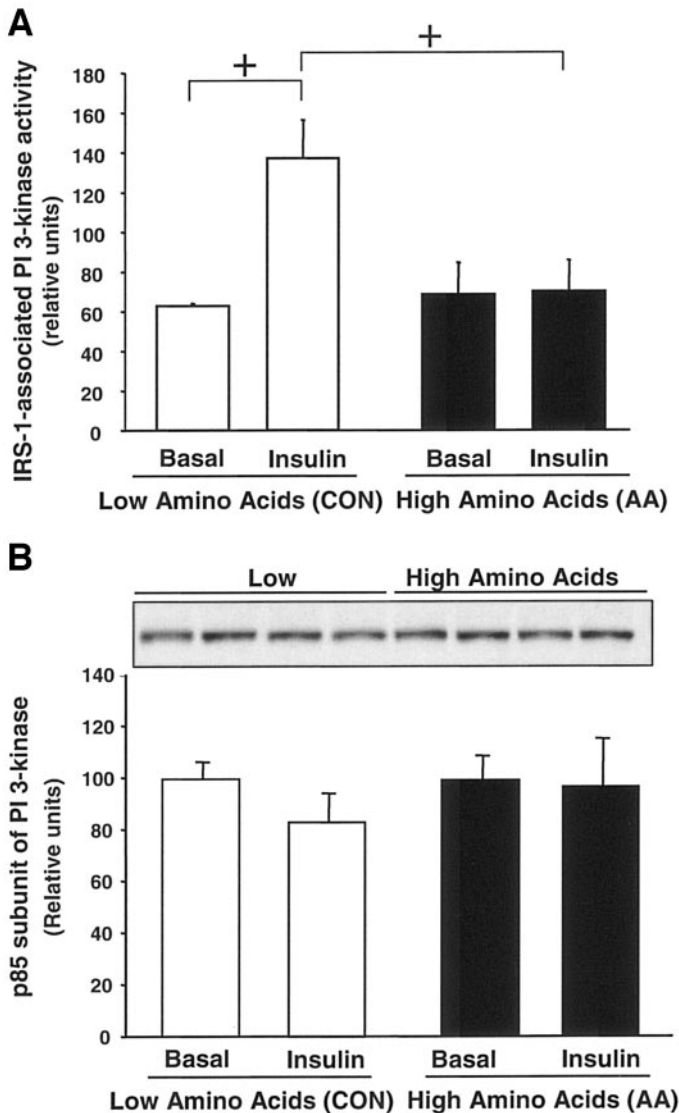 A
+
+
IRS-1-associated PI 3-kinase activity
(relative units)
180
160
140
120
100
80
60
40
20
0
Basal Insulin Basal Insulin
Low Amino Acids (CON) High Amino Acids (AA)
B
Low High Amino Acids
p85 subunit of PI 3-kinase
(Relative units)
140
120
100
80
60
40
20
0
Basal Insulin Basal Insulin
Low Amino Acids (CON) High Amino Acids (AA)